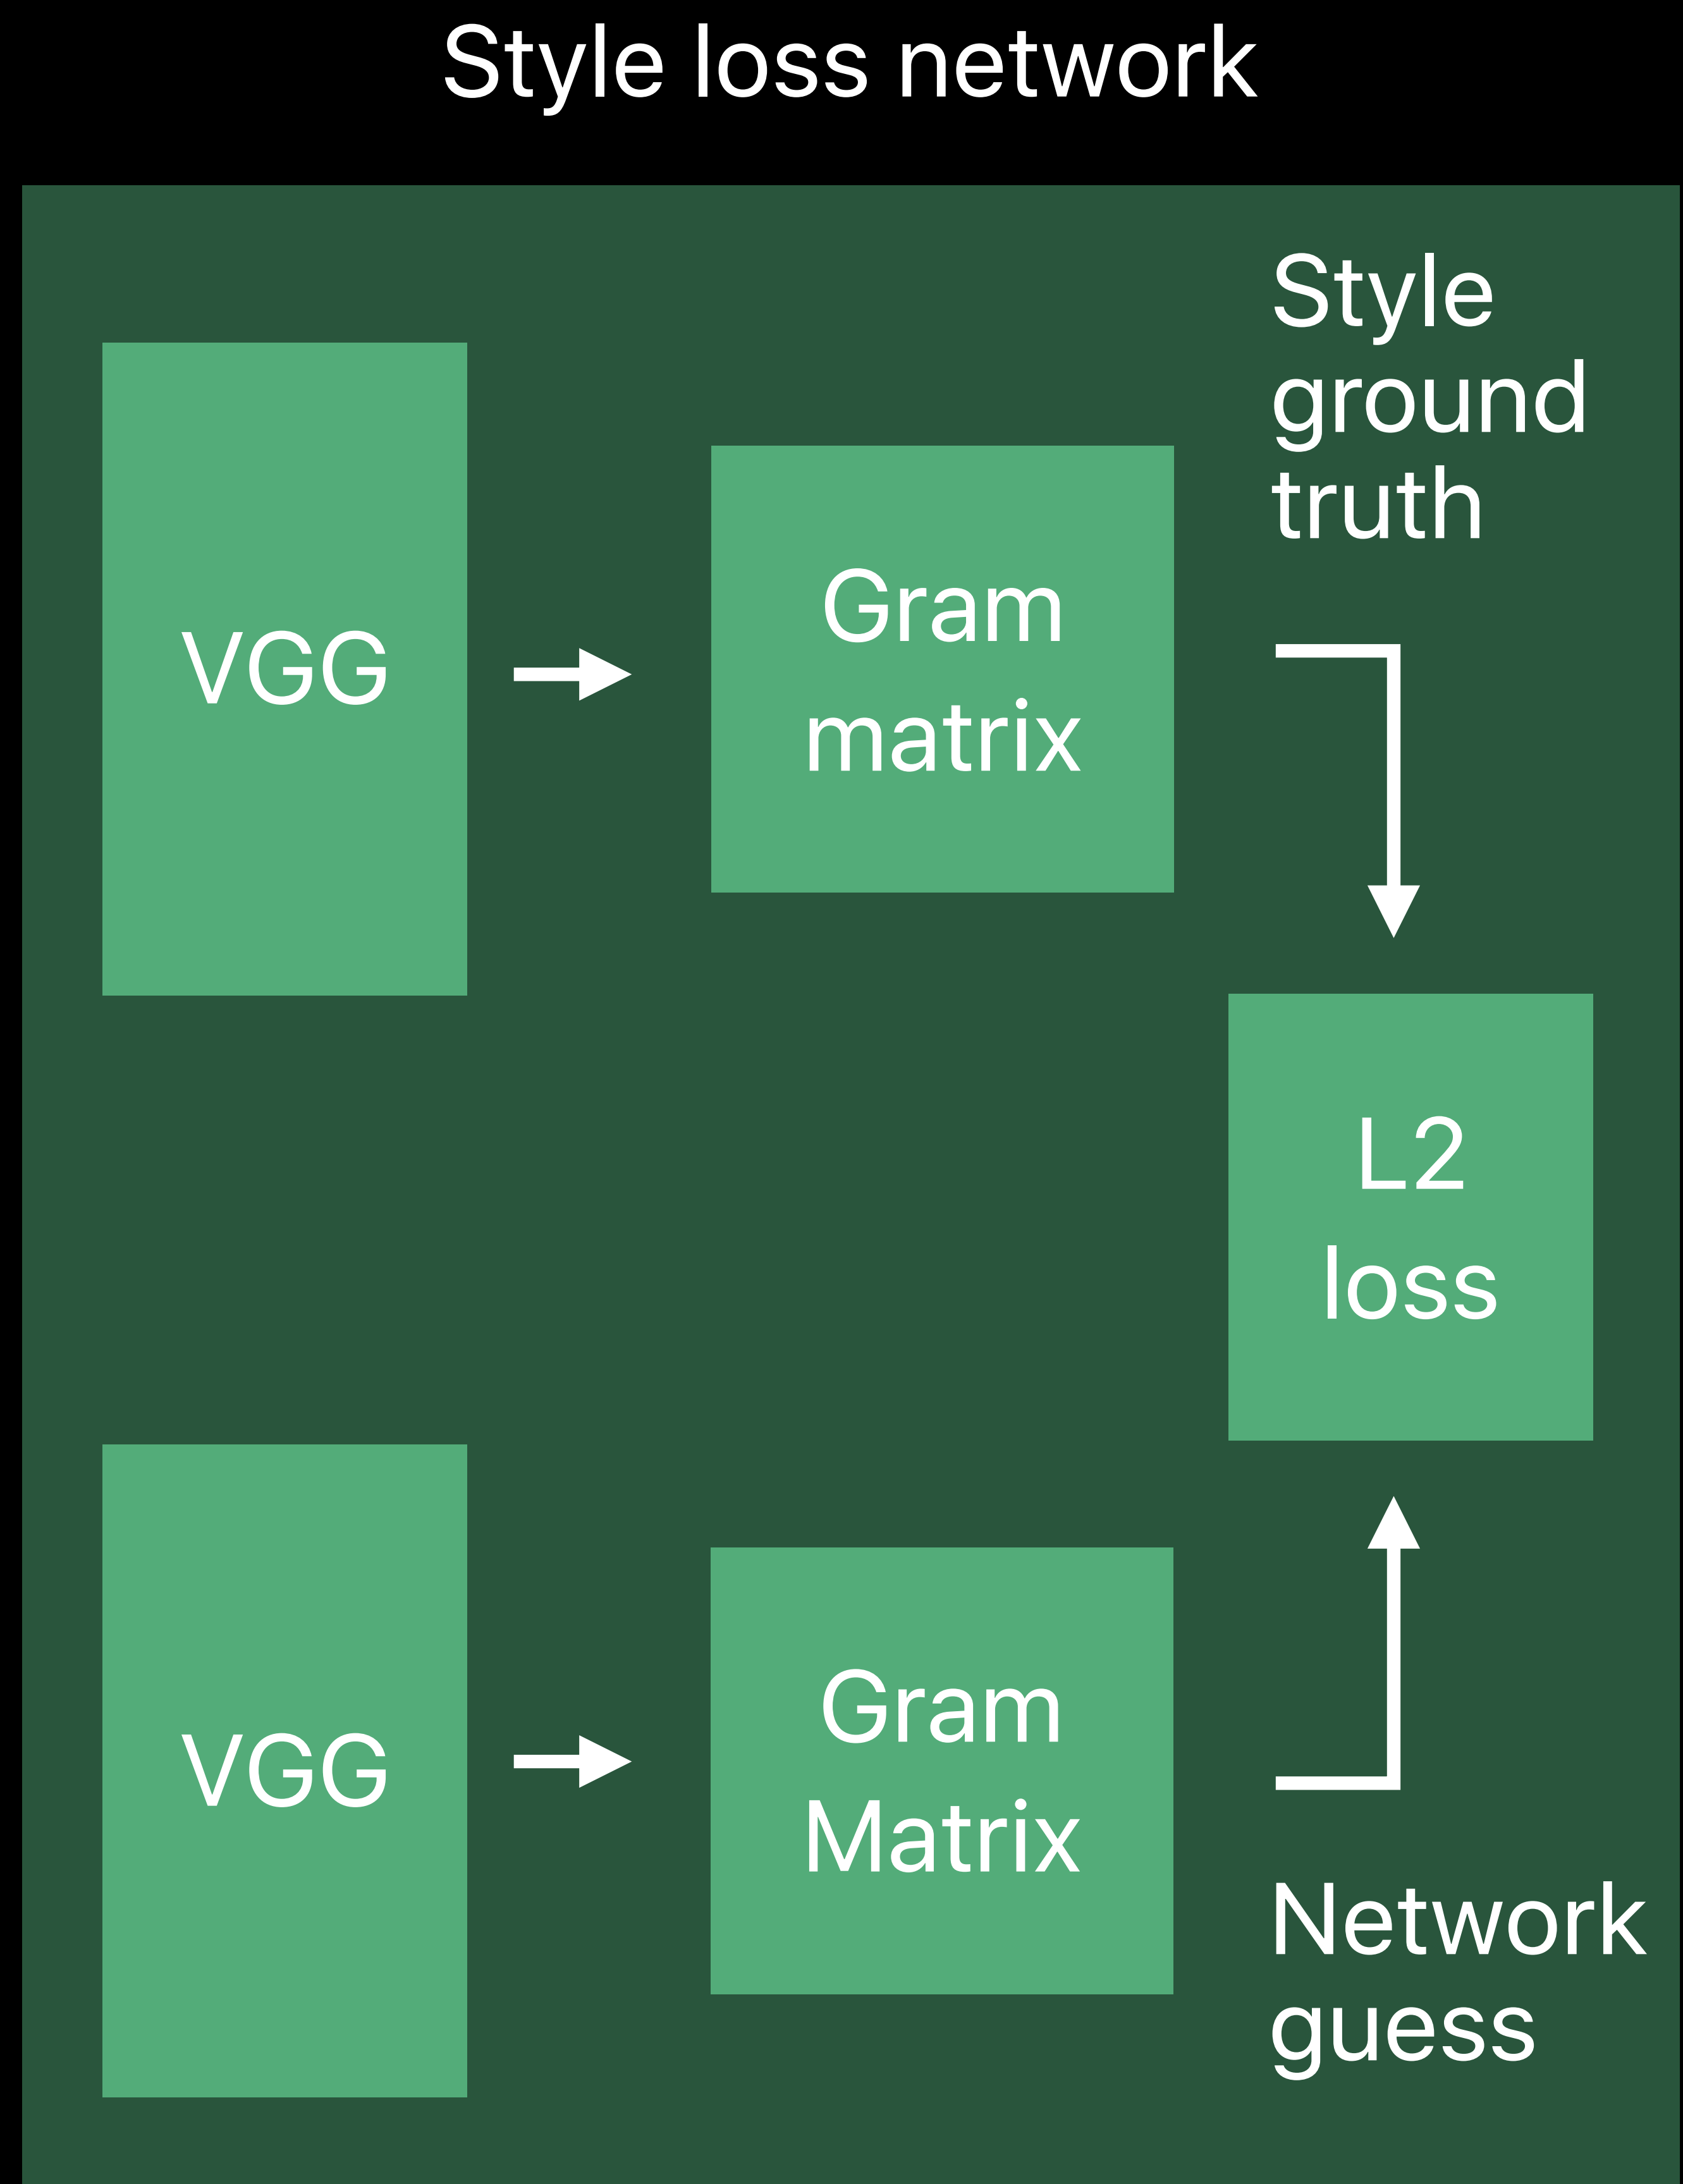 Style loss network
Style
ground
truth
VGG
Gram
matrix
L2
loss
VGG
Gram
Matrix
Network
guess